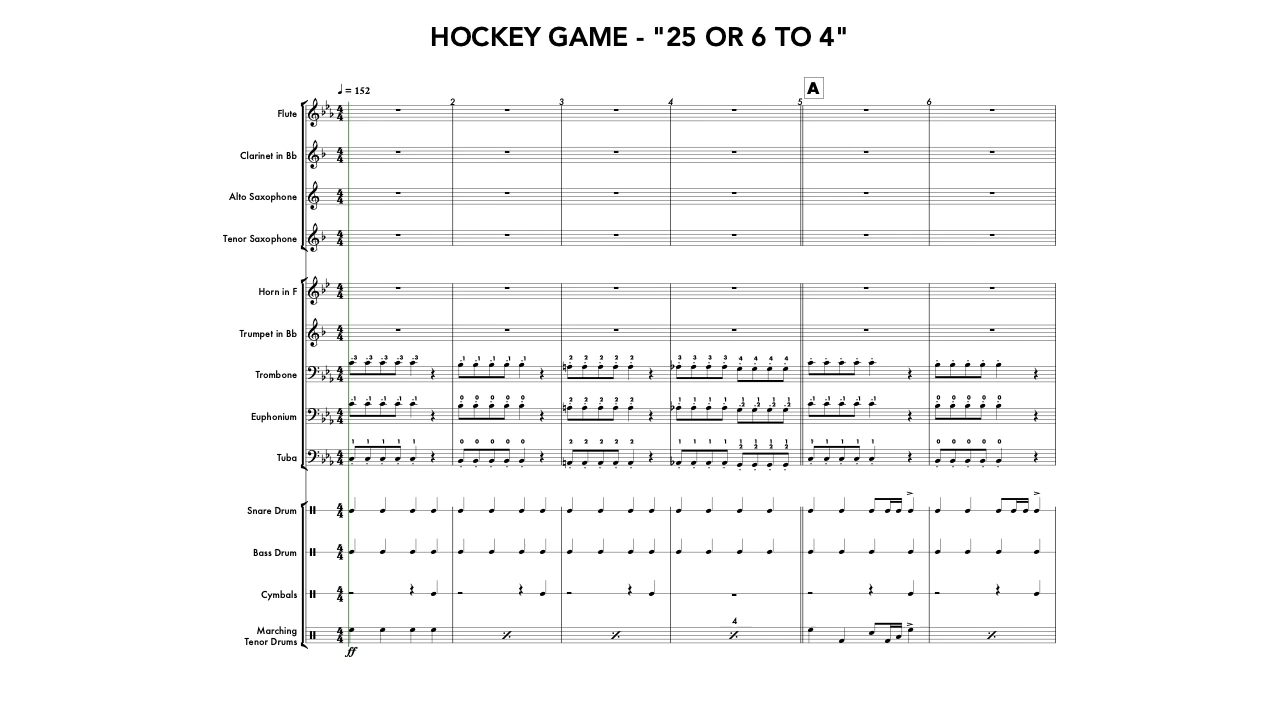 HOCKEY GAME - "25 OR 6 TO 4"
♩ = 152
A
2 3 4 5 6
Flute
Clarinet in Bb
Alto Saxophone
Tenor Saxophone
Horn in F
Trumpet in Bb
Trombone
Euphonium
Tuba
Snare Drum
Bass Drum
Cymbals
4
Marching
Tenor Drums
ff